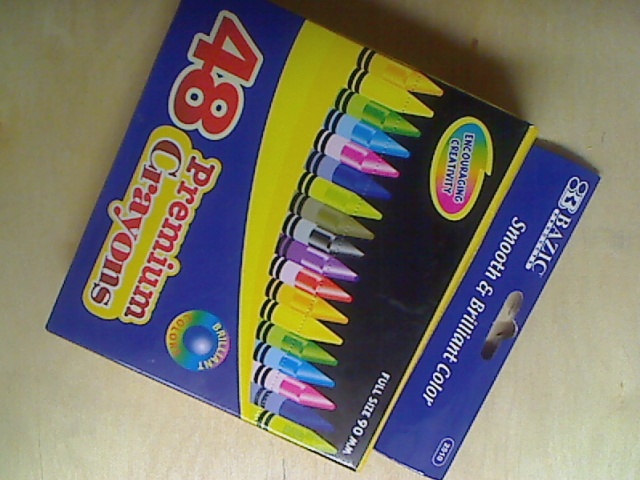 BAZIC
Smooth & Brilliant Color
ENCOURAGING
CREATIVITY
FULL SIZE 90 MM
48
Premium
Crayons
BRILLIANT
COLOR